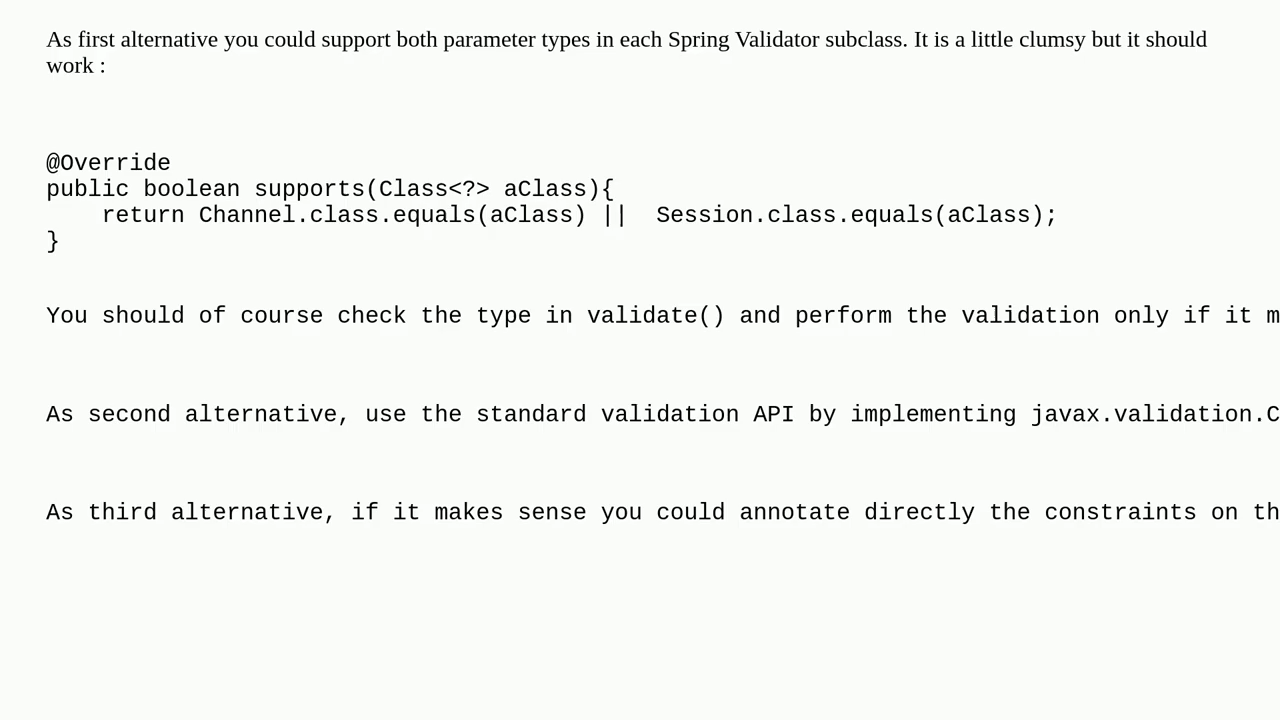 As first alternative you could support both parameter types in each Spring Validator subclass. It is a little clumsy but it should
work :
@Override
public boolean supports(Class<?> aClass){
    return Channel.class.equals(aClass) ||  Session.class.equals(aClass);
}
You should of course check the type in validate() and perform the validation only if it
As second alternative, use the standard validation API by implementing
As third alternative, if it makes sense you could annotate directly the constraints on